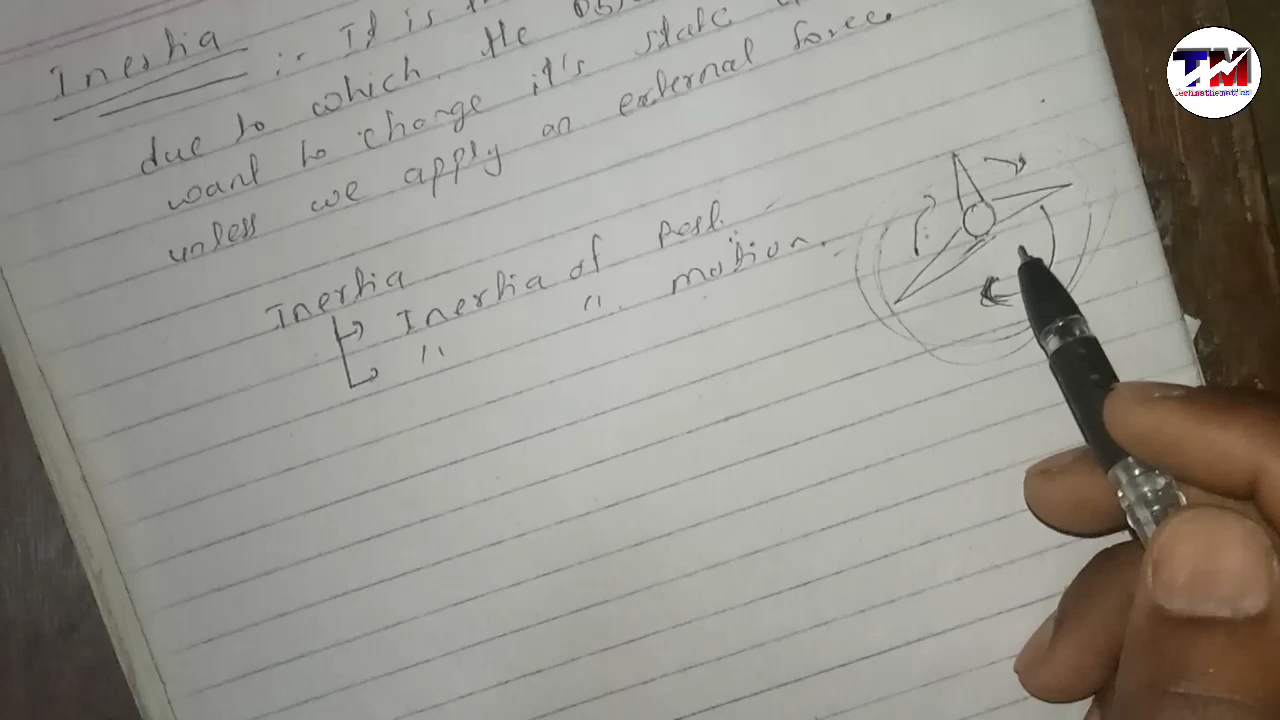 Inertia :- It is
due to which the
want to change it's state
unless we apply an external force.
Inertia
Inertia of rest.
" " motion.
TM
Techmathematics